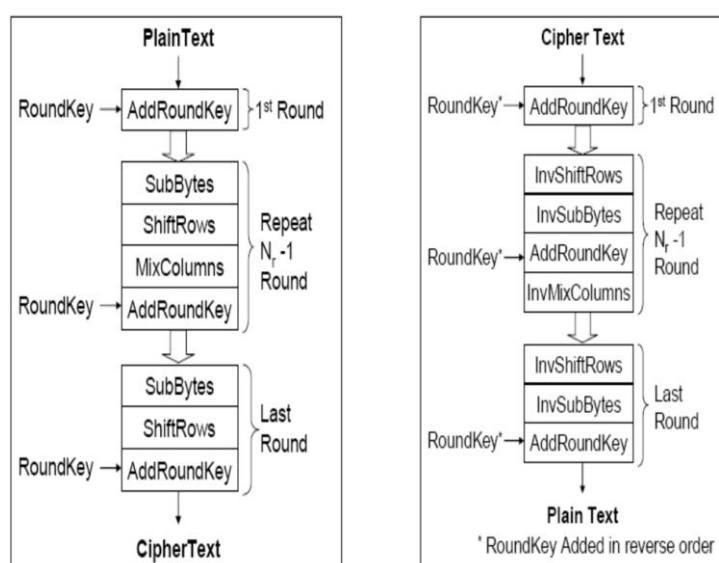 PlainText
RoundKey
AddRoundKey
1st Round
SubBytes
ShiftRows
MixColumns
RoundKey
AddRoundKey
Repeat
Nr -1
Round
SubBytes
ShiftRows
RoundKey
AddRoundKey
Last
Round
CipherText
Cipher Text
RoundKey*
AddRoundKey
1st Round
InvShiftRows
InvSubBytes
RoundKey*
AddRoundKey
InvMixColumns
Repeat
Nr -1
Round
InvShiftRows
InvSubBytes
RoundKey*
AddRoundKey
Last
Round
Plain Text
* RoundKey Added in reverse order